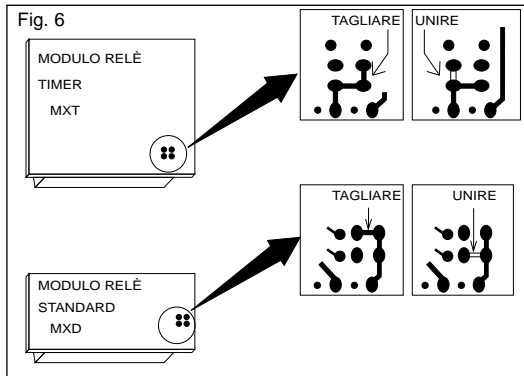 Fig. 6
MODULO RELÈ
TIMER
MXT
TAGLIARE
UNIRE
MODULO RELÈ
STANDARD
MXD
TAGLIARE
UNIRE